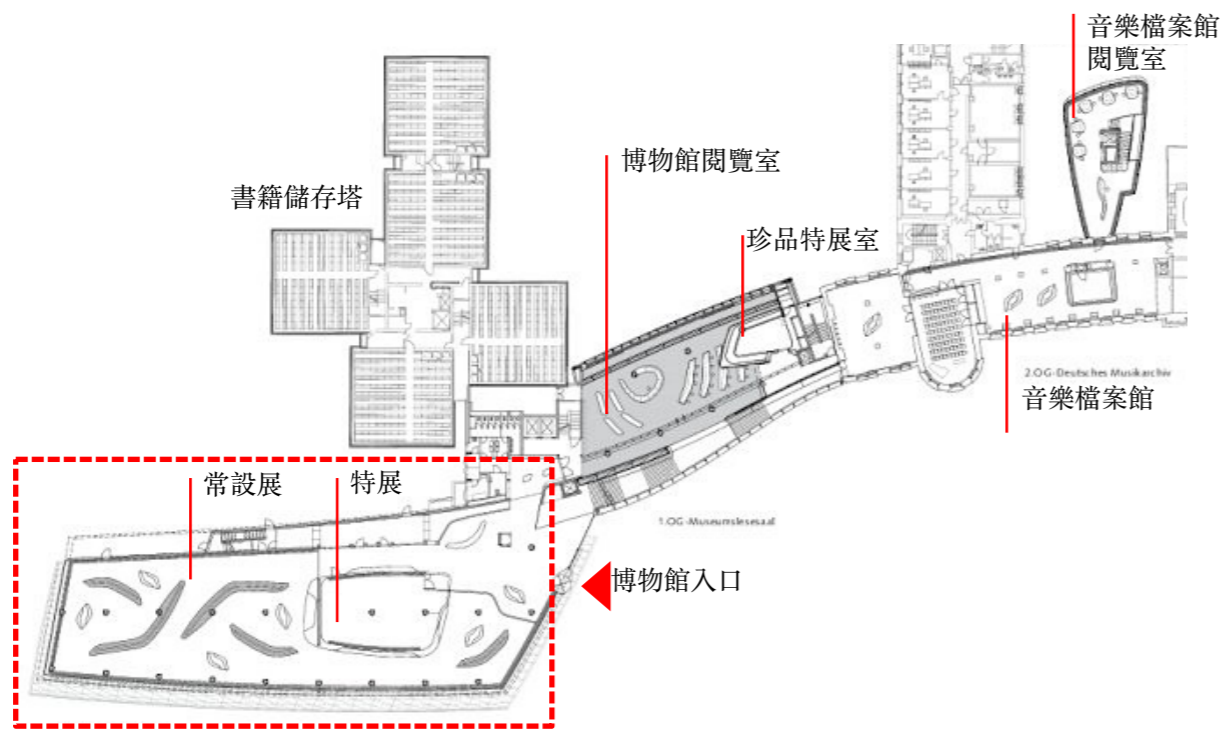 音樂檔案館
閱覽室
博物館閱覽室
書籍儲存塔
珍品特展室
2.OG-Deutsches Musikarchiv
音樂檔案館
常設展
特展
1.OG-Museumslesesaal
博物館入口